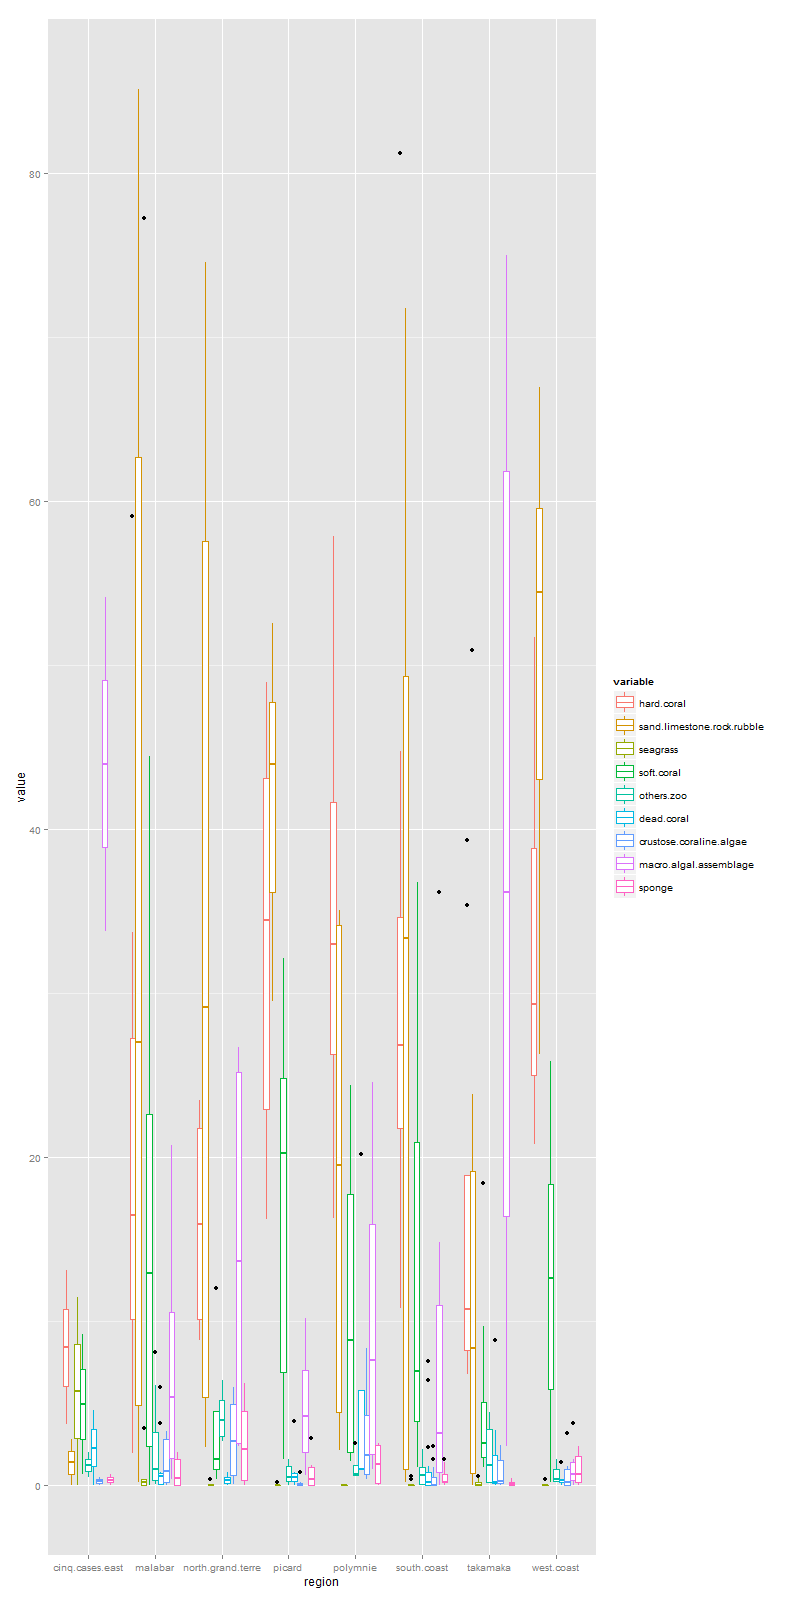 80
60
40
20
0
value
cinq.cases.east malabar north.grand.terre picard polymnie south.coast takamaka west.coast
region
variable
hard.coral
sand.limestone.rock.rubble
seagrass
soft.coral
others.zoo
dead.coral
crustose.coraline.algae
macro.algal.assemblage
sponge